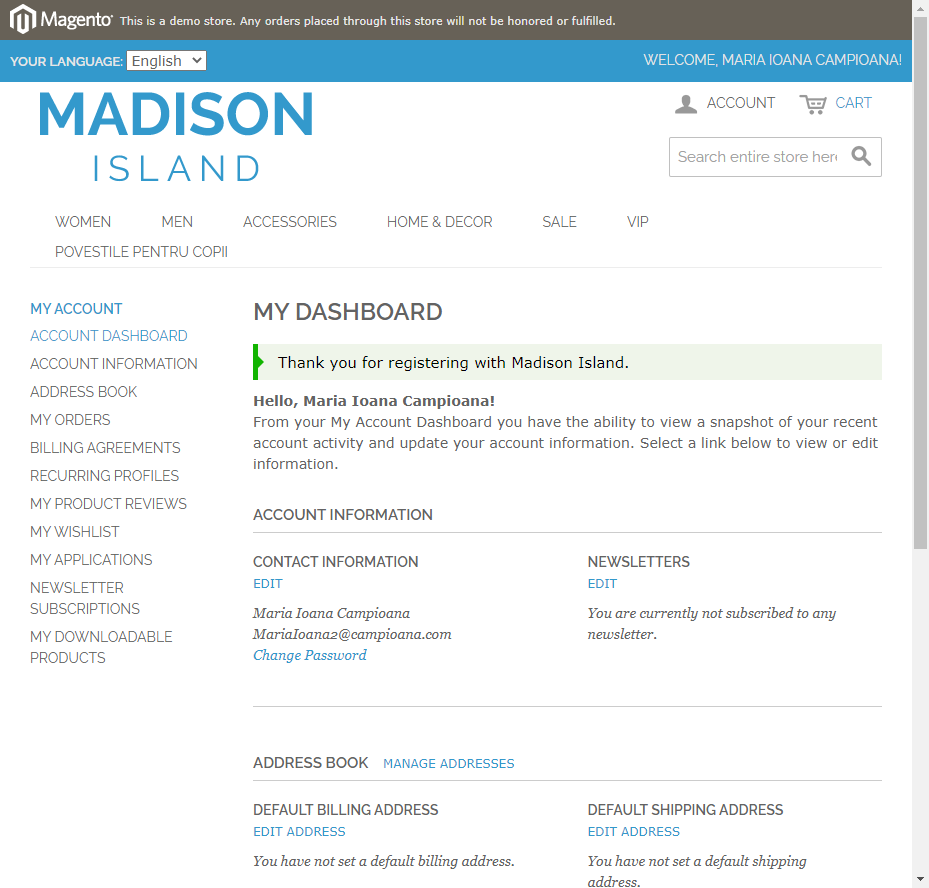 Magento This is a demo store. Any orders placed through this store will not be honored or fulfilled.
YOUR LANGUAGE: English
WELCOME, MARIA IOANA CAMPIOANA!
MADISON
ISLAND
ACCOUNT
CART
Search entire store here
WOMEN MEN ACCESSORIES HOME & DECOR SALE VIP
POVESTILE PENTRU COPII
MY ACCOUNT
ACCOUNT DASHBOARD
ACCOUNT INFORMATION
ADDRESS BOOK
MY ORDERS
BILLING AGREEMENTS
RECURRING PROFILES
MY PRODUCT REVIEWS
MY WISHLIST
MY APPLICATIONS
NEWSLETTER
SUBSCRIPTIONS
MY DOWNLOADABLE
PRODUCTS
MY DASHBOARD
Thank you for registering with Madison Island.
Hello, Maria Ioana Campioana!
From your My Account Dashboard you have the ability to view a snapshot of your recent
account activity and update your account information. Select a link below to view or edit
information.
ACCOUNT INFORMATION
CONTACT INFORMATION
EDIT
Maria Ioana Campioana
MariaIoana2@campioana.com
Change Password
NEWSLETTERS
EDIT
You are currently not subscribed to any
newsletter.
ADDRESS BOOK MANAGE ADDRESSES
DEFAULT BILLING ADDRESS
EDIT ADDRESS
You have not set a default billing address.
DEFAULT SHIPPING ADDRESS
EDIT ADDRESS
You have not set a default shipping
address.